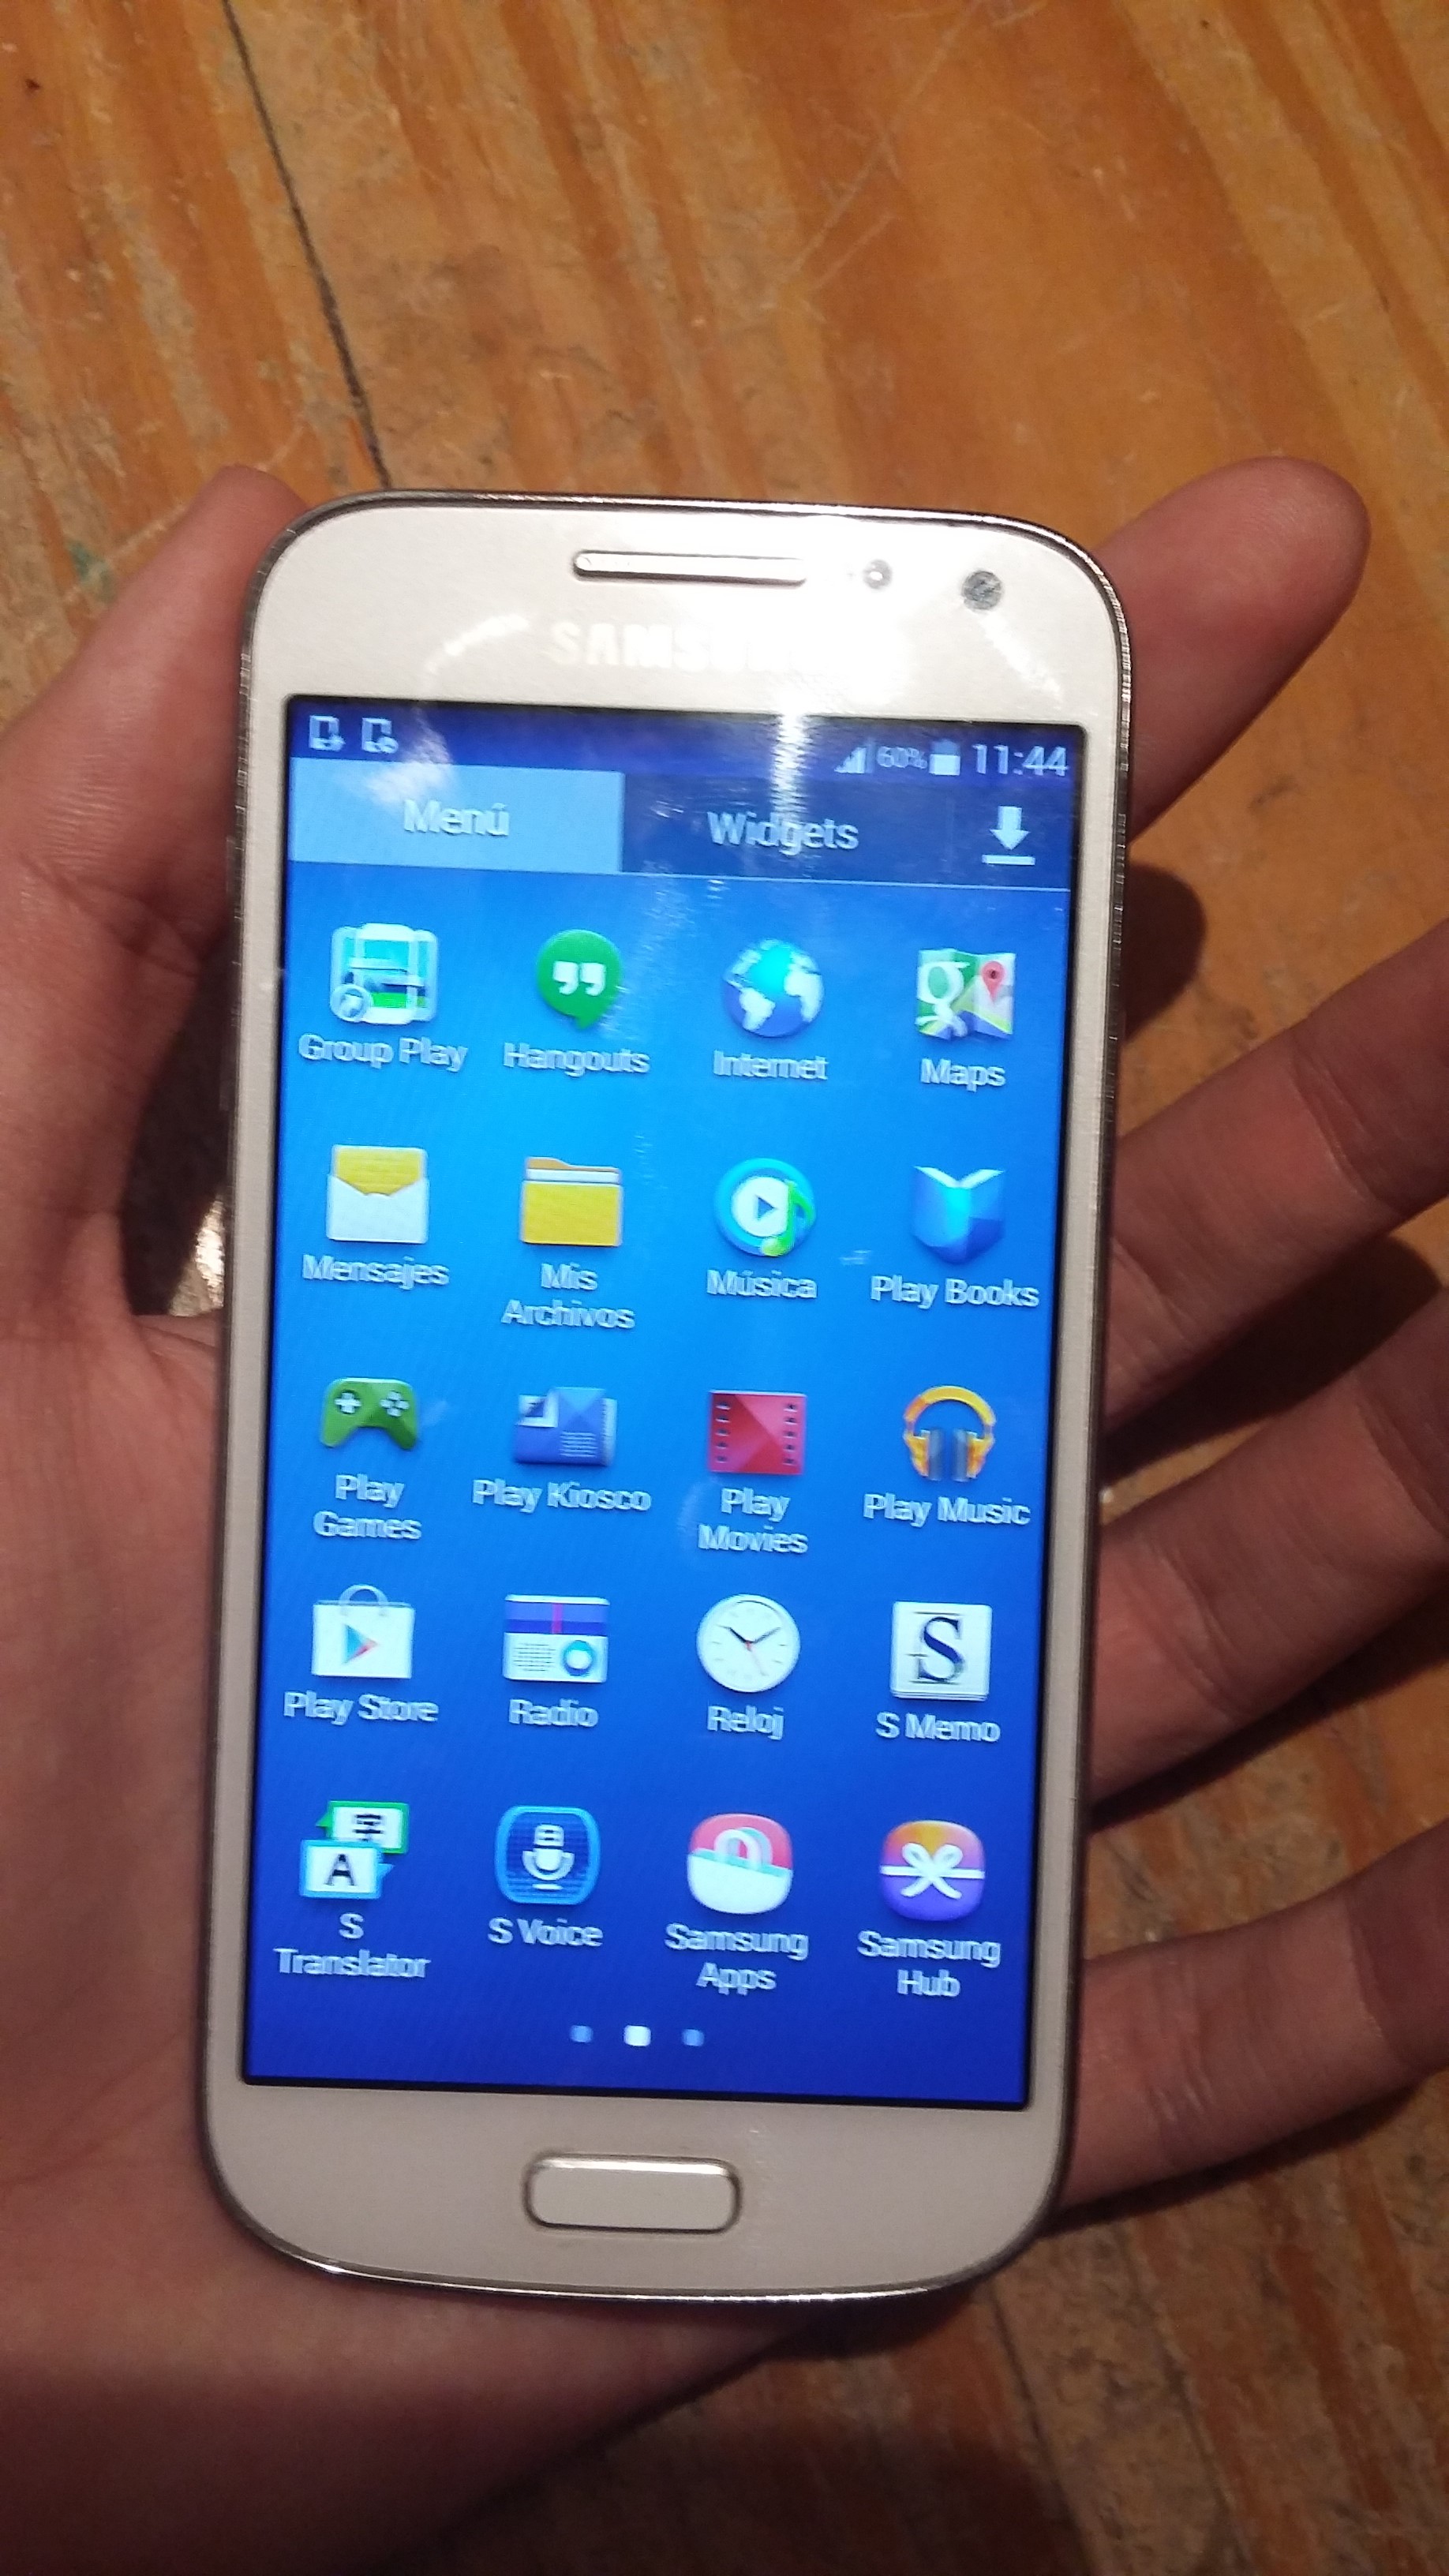 SAMSUNG
60% 11:44
Menú Widgets
Group Play Hangouts Internet Maps
Mensajes Mis Archivos Música Play Books
Play Games Play Kiosco Play Movies Play Music
Play Store Radio Reloj S Memo
S
A
S Translator S Voice Samsung Apps Samsung Hub